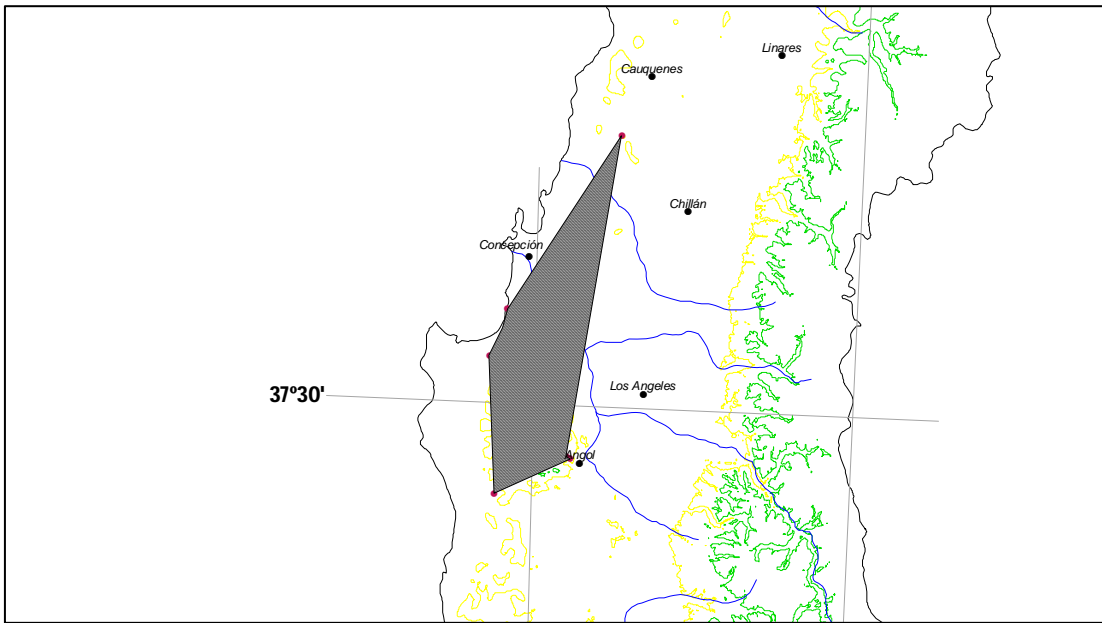 Linares
Cauquenes
Chillán
Consepción
Los Angeles
37º30'
Angol